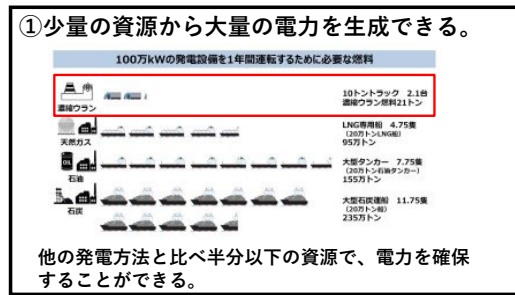 ①少量の資源から大量の電力を生成できる。
100万kWの発電設備を1年間運転するために必要な燃料
濃縮ウラン
10トントラック 2.1台
濃縮ウラン燃料21トン
天然ガス
LNG専用船 4.75隻
(20万トンLNG船)
95万トン
石油
大型タンカー 7.75隻
(20万トン石油タンカー)
155万トン
石炭
大型石炭運船 11.75隻
(20万トン船)
235万トン
他の発電方法と比べ半分以下の資源で、電力を確保
することができる。